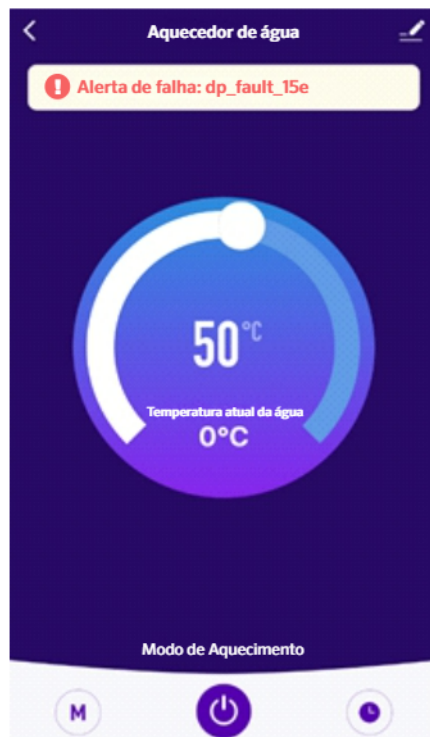 Aquecedor de água
Alerta de falha: dp_fault_15e
50°C
Temperatura atual da água
0°C
Modo de Aquecimento
M